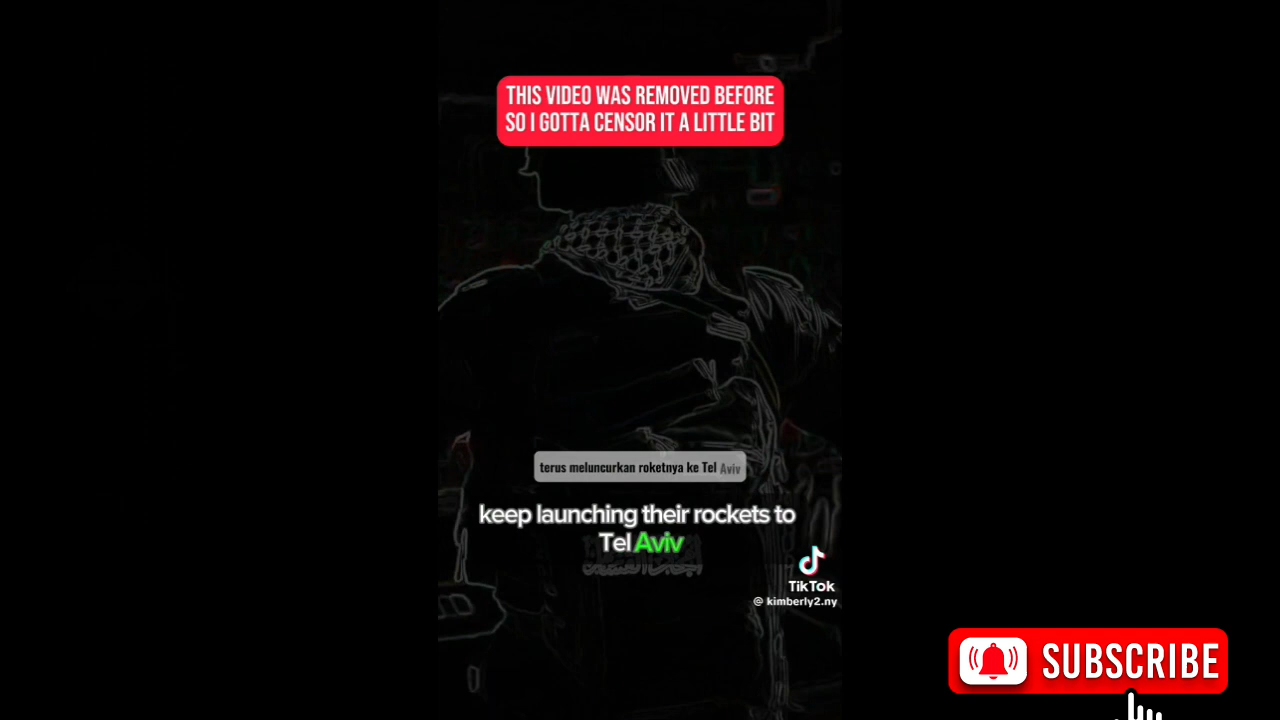 THIS VIDEO WAS REMOVED BEFORE
SO I GOTTA CENSOR IT A LITTLE BIT
terus meluncurkan roketnya ke Tel Aviv
keep launching their rockets to
Tel Aviv
TikTok
@ kimberly2.ny
SUBSCRIBE